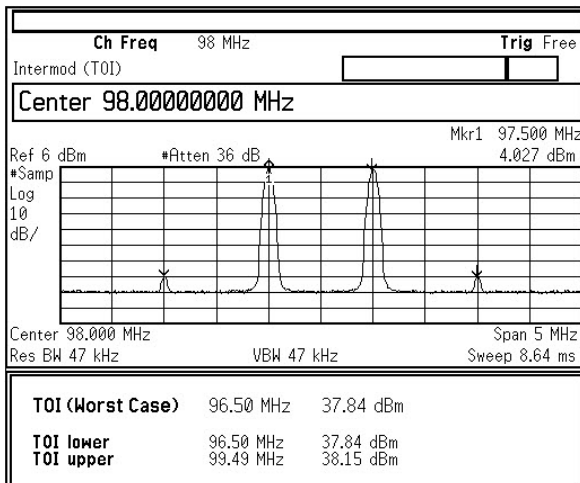 Ch Freq 98 MHz Trig Free
Intermod (TOI)
Center 98.00000000 MHz
Mkr1 97.500 MHz
Ref 6 dBm #Atten 36 dB 4.027 dBm
#Samp
Log
10
dB/
1
Center 98.000 MHz Span 5 MHz
Res BW 47 kHz VBW 47 kHz Sweep 8.64 ms
TOI (Worst Case) 96.50 MHz 37.84 dBm
TOI lower 96.50 MHz 37.84 dBm
TOI upper 99.49 MHz 38.15 dBm